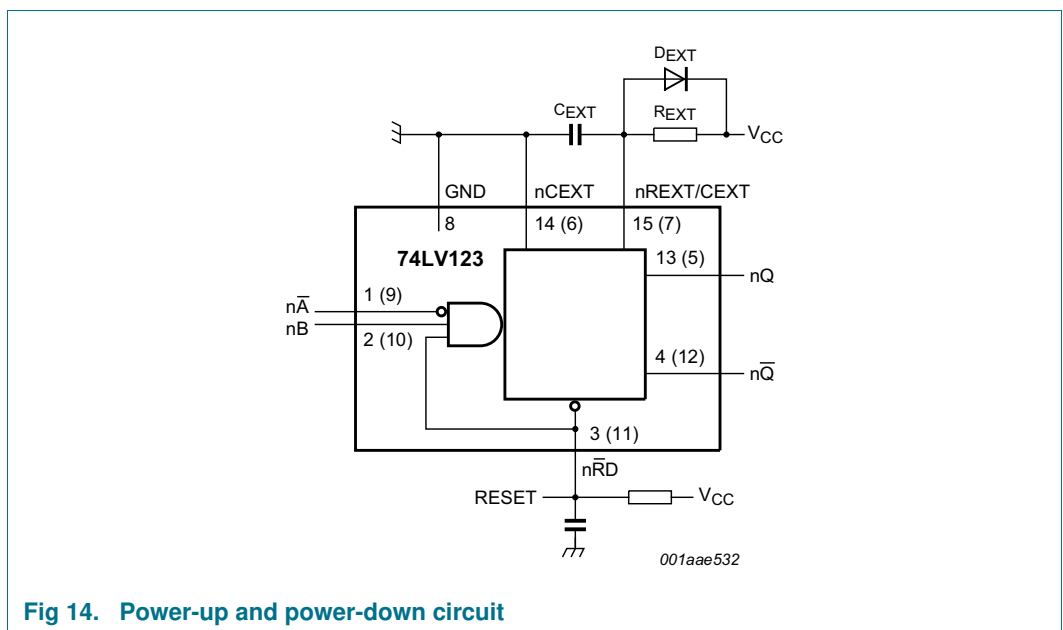 DEXT
CEXT
REXT
VCC
GND
nCEXT
nREXT/CEXT
8
14 (6)
15 (7)
74LV123
13 (5)
nQ
1 (9)
nA̅
nB
2 (10)
4 (12)
nQ̅
3 (11)
nR̅D
RESET
VCC
001aae532
Fig 14. Power-up and power-down circuit